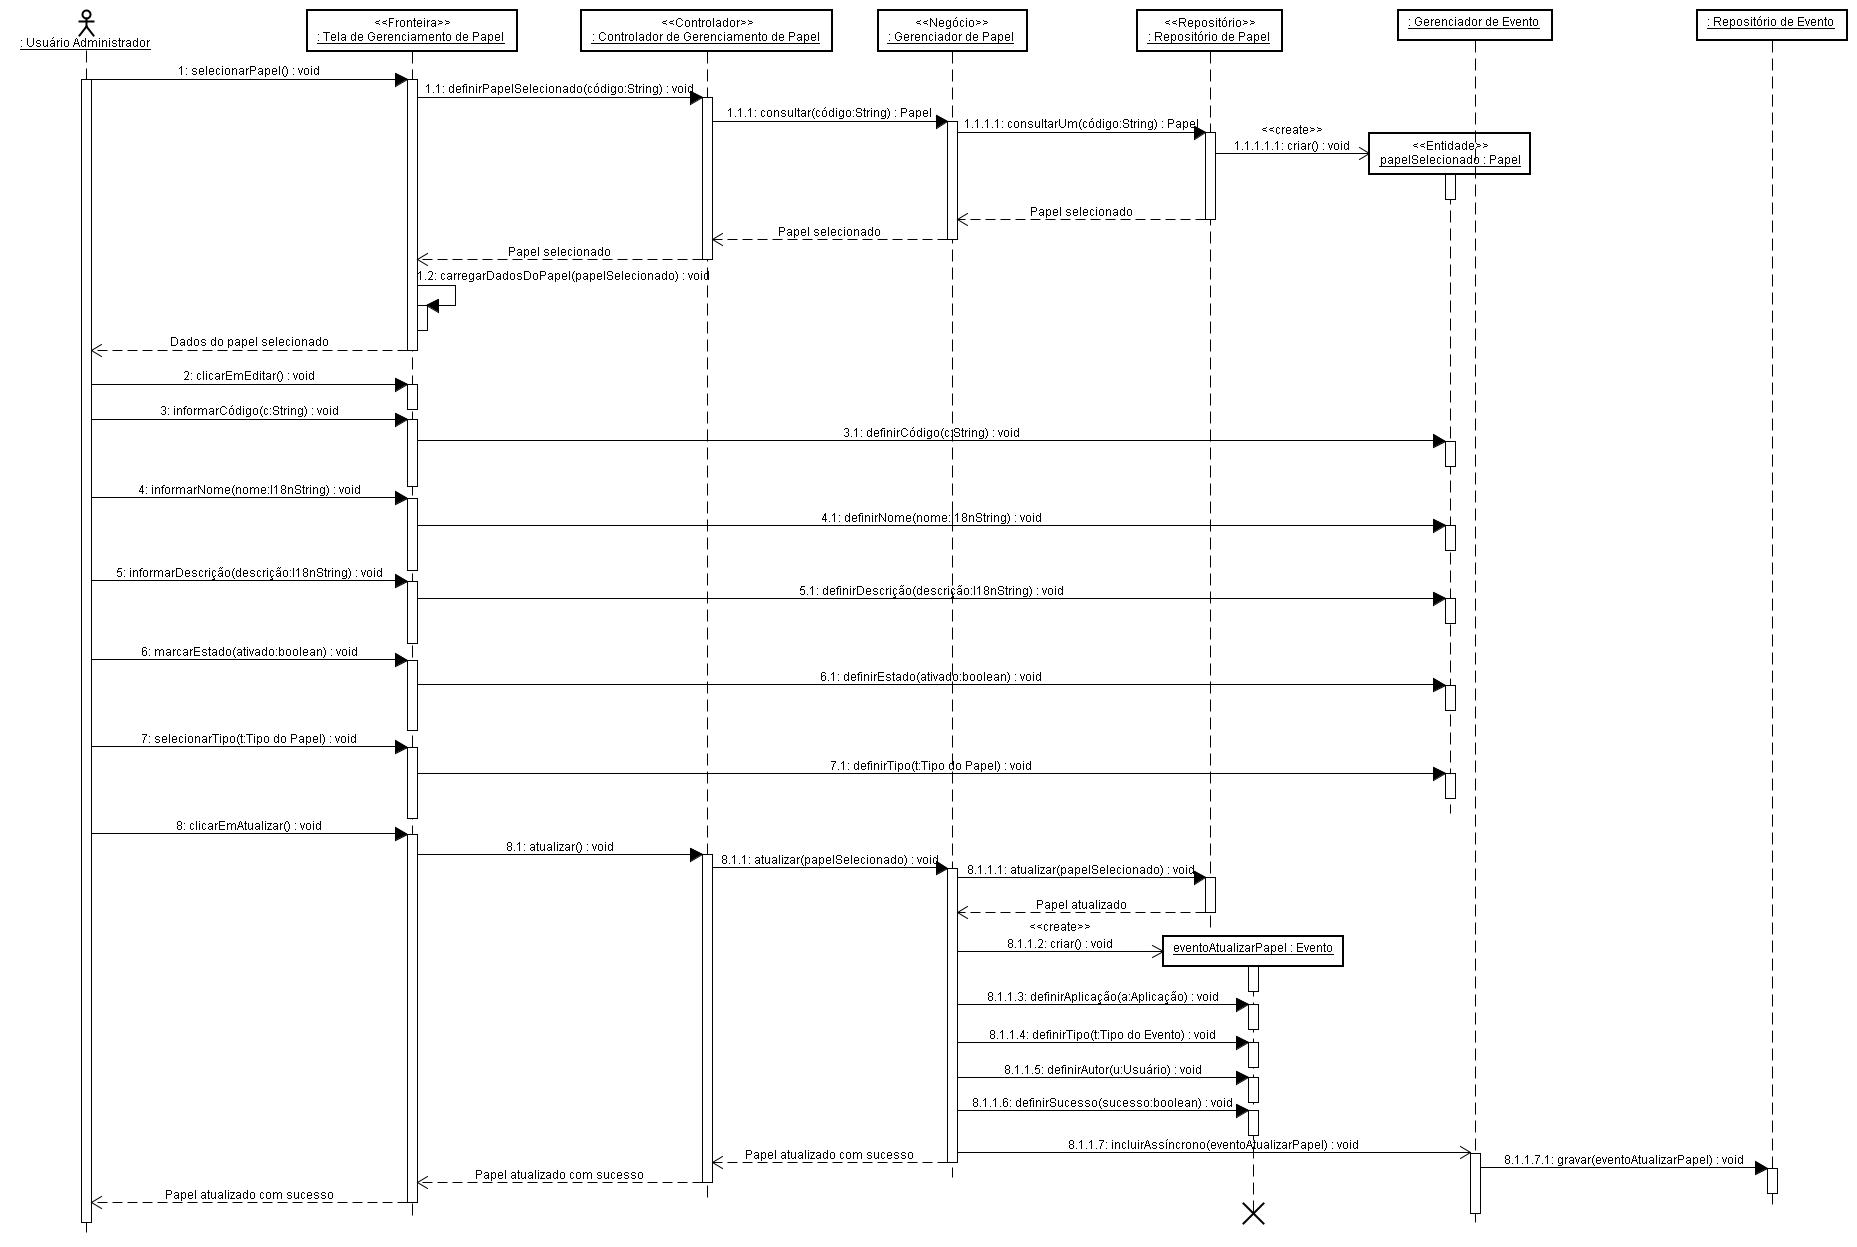 : Usuário Administrador
<<Fronteira>>
: Tela de Gerenciamento de Papel
<<Controlador>>
: Controlador de Gerenciamento de Papel
<<Negócio>>
: Gerenciador de Papel
<<Repositório>>
: Repositório de Papel
: Gerenciador de Evento
: Repositório de Evento
1: selecionarPapel() : void
1.1: definirPapelSelecionado(código:String) : void
1.1.1: consultar(código:String) : Papel
1.1.1.1: consultarUm(código:String) : Papel
<<create>>
1.1.1.1.1: criar() : void
<<Entidade>>
papelSelecionado : Papel
Papel selecionado
Papel selecionado
Papel selecionado
1.2: carregarDadosDoPapel(papelSelecionado) : void
Dados do papel selecionado
2: clicarEmEditar() : void
3: informarCódigo(c:String) : void
3.1: definirCódigo(c:String) : void
4: informarNome(nome:I18nString) : void
4.1: definirNome(nome:I18nString) : void
5: informarDescrição(descrição:I18nString) : void
5.1: definirDescrição(descrição:I18nString) : void
6: marcarEstado(ativado:boolean) : void
6.1: definirEstado(ativado:boolean) : void
7: selecionarTipo(t:Tipo do Papel) : void
7.1: definirTipo(t:Tipo do Papel) : void
8: clicarEmAtualizar() : void
8.1: atualizar() : void
8.1.1: atualizar(papelSelecionado) : void
8.1.1.1: atualizar(papelSelecionado) : void
Papel atualizado
<<create>>
8.1.1.2: criar() : void
eventoAtualizarPapel : Evento
8.1.1.3: definirAplicação(a:Aplicação) : void
8.1.1.4: definirTipo(t:Tipo do Evento) : void
8.1.1.5: definirAutor(u:Usuário) : void
8.1.1.6: definirSucesso(sucesso:boolean) : void
8.1.1.7: incluirAssíncrono(eventoAtualizarPapel) : void
8.1.1.7.1: gravar(eventoAtualizarPapel) : void
Papel atualizado com sucesso
Papel atualizado com sucesso
Papel atualizado com sucesso